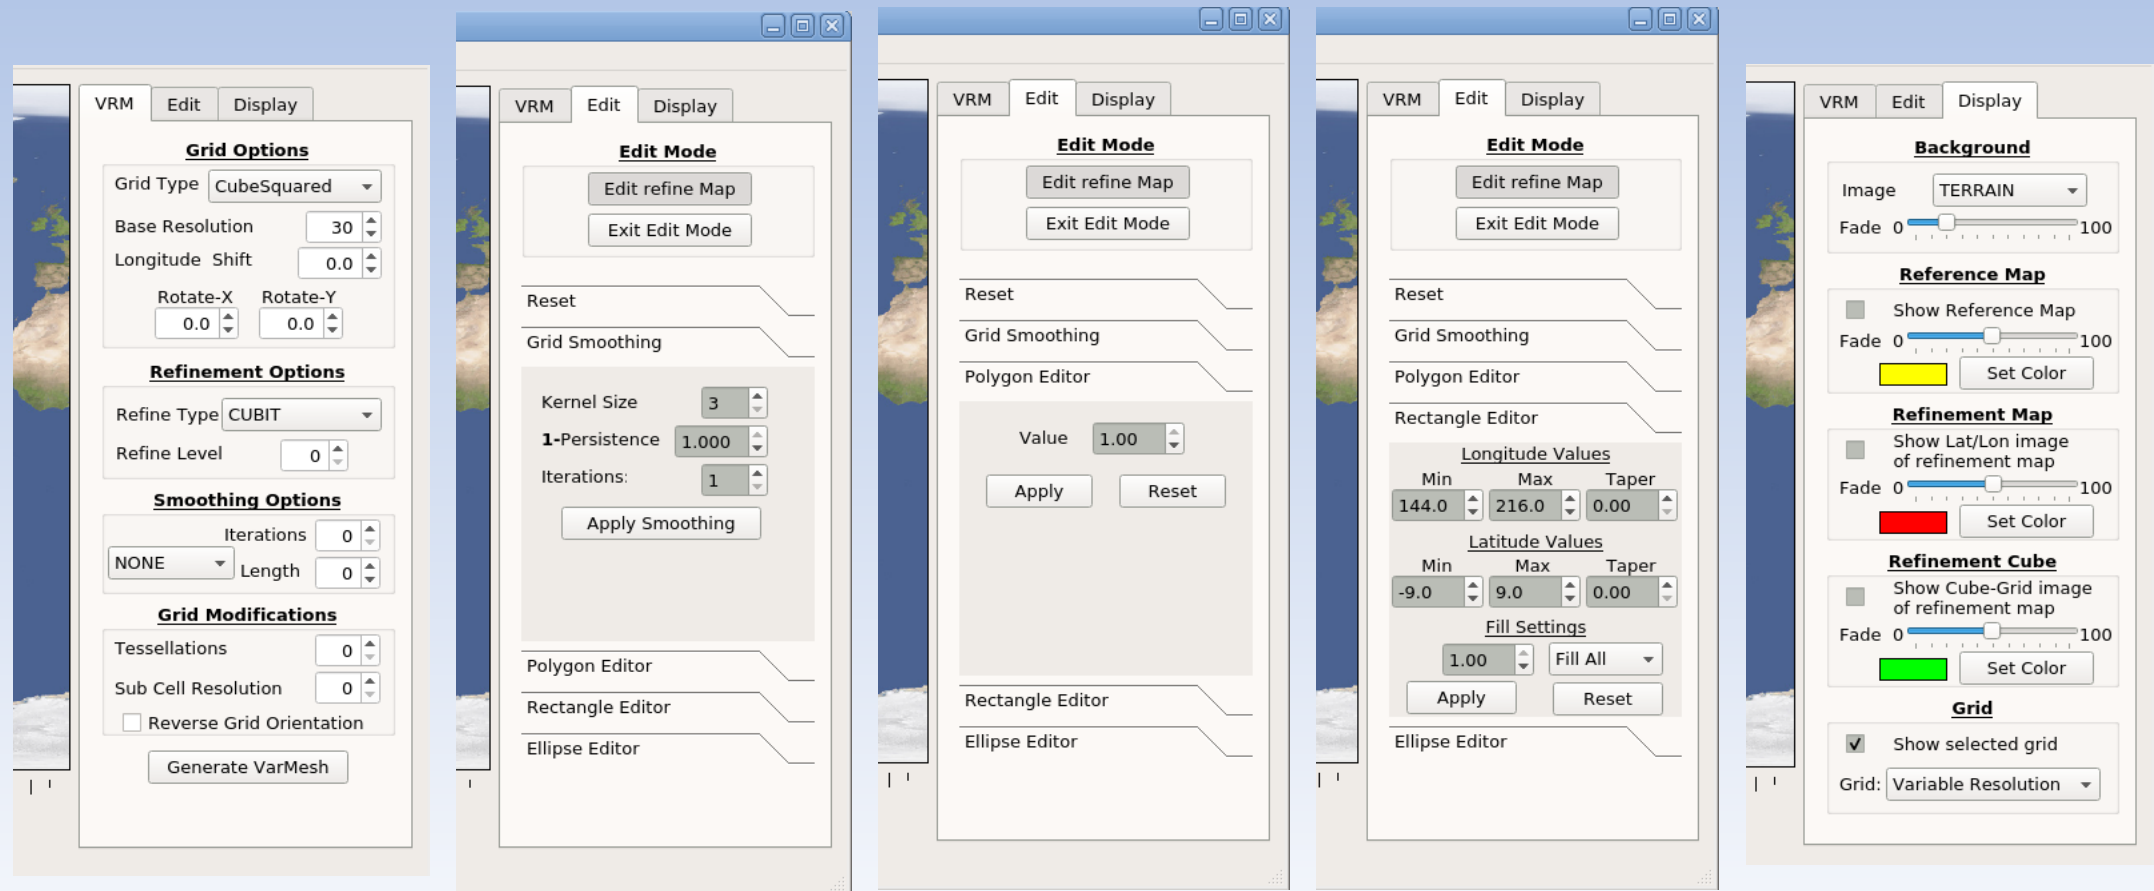 VRM Edit Display
Grid Options
Grid Type CubeSquared
Base Resolution 30
Longitude Shift 0.0
Rotate-X Rotate-Y
0.0 0.0
Refinement Options
Refine Type CUBIT
Refine Level 0
Smoothing Options
Iterations 0
NONE Length 0
Grid Modifications
Tessellations 0
Sub Cell Resolution 0
Reverse Grid Orientation
Generate VarMesh
VRM Edit Display
Edit Mode
Edit refine Map
Exit Edit Mode
Reset
Grid Smoothing
Kernel Size 3
1-Persistence 1.000
Iterations: 1
Apply Smoothing
Polygon Editor
Rectangle Editor
Ellipse Editor
VRM Edit Display
Edit Mode
Edit refine Map
Exit Edit Mode
Reset
Grid Smoothing
Polygon Editor
Value 1.00
Apply Reset
Rectangle Editor
Ellipse Editor
VRM Edit Display
Edit Mode
Edit refine Map
Exit Edit Mode
Reset
Grid Smoothing
Polygon Editor
Rectangle Editor
Longitude Values
Min Max Taper
144.0 216.0 0.00
Latitude Values
Min Max Taper
-9.0 9.0 0.00
Fill Settings
1.00 Fill All
Apply Reset
Ellipse Editor
VRM Edit Display
Background
Image TERRAIN
Fade 0 100
Reference Map
Show Reference Map
Fade 0 100
Set Color
Refinement Map
Show Lat/Lon image
of refinement map
Fade 0 100
Set Color
Refinement Cube
Show Cube-Grid image
of refinement map
Fade 0 100
Set Color
Grid
Show selected grid
Grid: Variable Resolution